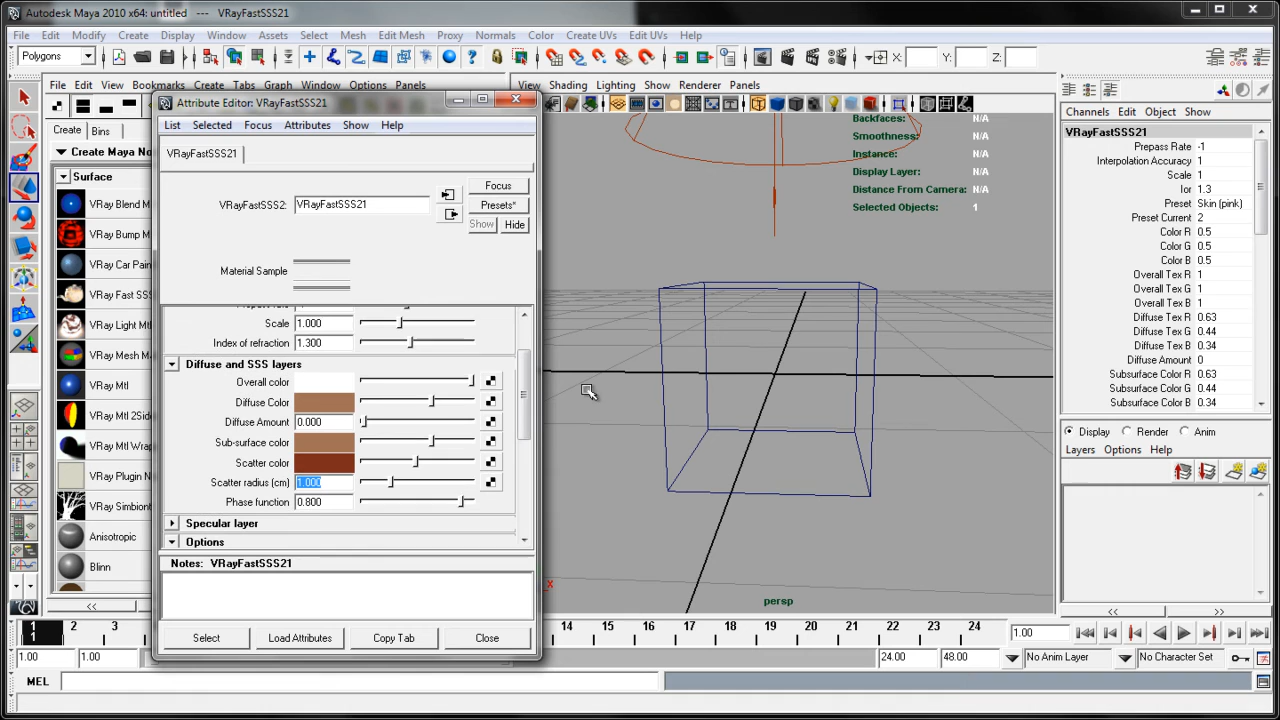 Autodesk Maya 2010 x64: untitled --- VRayFastSSS21
File Edit Modify Create Display Window Assets Select Mesh Edit Mesh Proxy Normals Color Create UVs Edit UVs Help
Polygons X: Y: Z:
File Edit View Bookmarks Create Tabs Graph Window Options Panels
View Shading Lighting Show Renderer Panels
Attribute Editor: VRayFastSSS21
List Selected Focus Attributes Show Help
VRayFastSSS21
VRayFastSSS2: VRayFastSSS21
Focus
Presets*
Show Hide
Material Sample
Scale 1.000
Index of refraction 1.300
Diffuse and SSS layers
Overall color
Diffuse Color
Diffuse Amount 0.000
Sub-surface color
Scatter color
Scatter radius (cm) 1.000
Phase function 0.800
Specular layer
Options
Notes: VRayFastSSS21
Select Load Attributes Copy Tab Close
Create Bins
Create Maya No
Surface
VRay Blend M
VRay Bump M
VRay Car Pain
VRay Fast SSS
VRay Light Mt
VRay Mesh M
VRay Mtl
VRay Mtl 2Side
VRay Mtl Wrap
VRay Plugin N
VRay Simbiont
Anisotropic
Blinn
<<
Backfaces: N/A
Smoothness: N/A
Instance: N/A
Display Layer: N/A
Distance From Camera: N/A
Selected Objects: 1
x
persp
Channels Edit Object Show
VRayFastSSS21
Prepass Rate -1
Interpolation Accuracy 1
Scale 1
Ior 1.3
Preset Skin (pink)
Preset Current 2
Color R 0.5
Color G 0.5
Color B 0.5
Overall Tex R 1
Overall Tex G 1
Overall Tex B 1
Diffuse Tex R 0.63
Diffuse Tex G 0.44
Diffuse Tex B 0.34
Diffuse Amount 0
Subsurface Color R 0.63
Subsurface Color G 0.44
Subsurface Color B 0.34
Display Render Anim
Layers Options Help
<< >>
1 2 3 4 5 14 15 16 17 18 19 20 21 22 23 24 1.00
1
1.00 1.00 24.00 48.00 No Anim Layer No Character Set
MEL